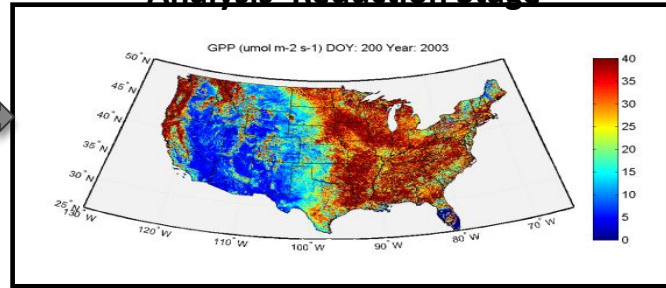 Analysis- Reduction Stage
GPP (umol m-2 s-1) DOY: 200 Year: 2003
50° N
45° N
40° N
35° N
30° N
25° N
130° W
120° W
110° W
100° W
90° W
80° W
70° W
40
35
30
25
20
15
10
5
0